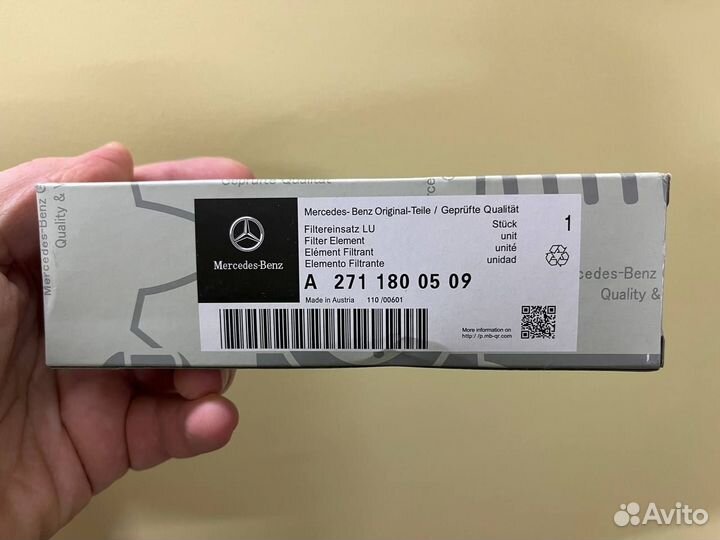 Geprüfte Qualität
Mercedes-Benz
Quality &
Mercedes-Benz
Mercedes-Benz Original-Teile / Geprüfte Qualität
Filtereinsatz LU
Filter Element
Elément Filtrant
Elemento Filtrante
Stück
unit
unité
unidad
1
A 271 180 05 09
Made in Austria 110 /00601
More information on
http://p.mb-qr.com
cedes-Benz
Quality &
Avito